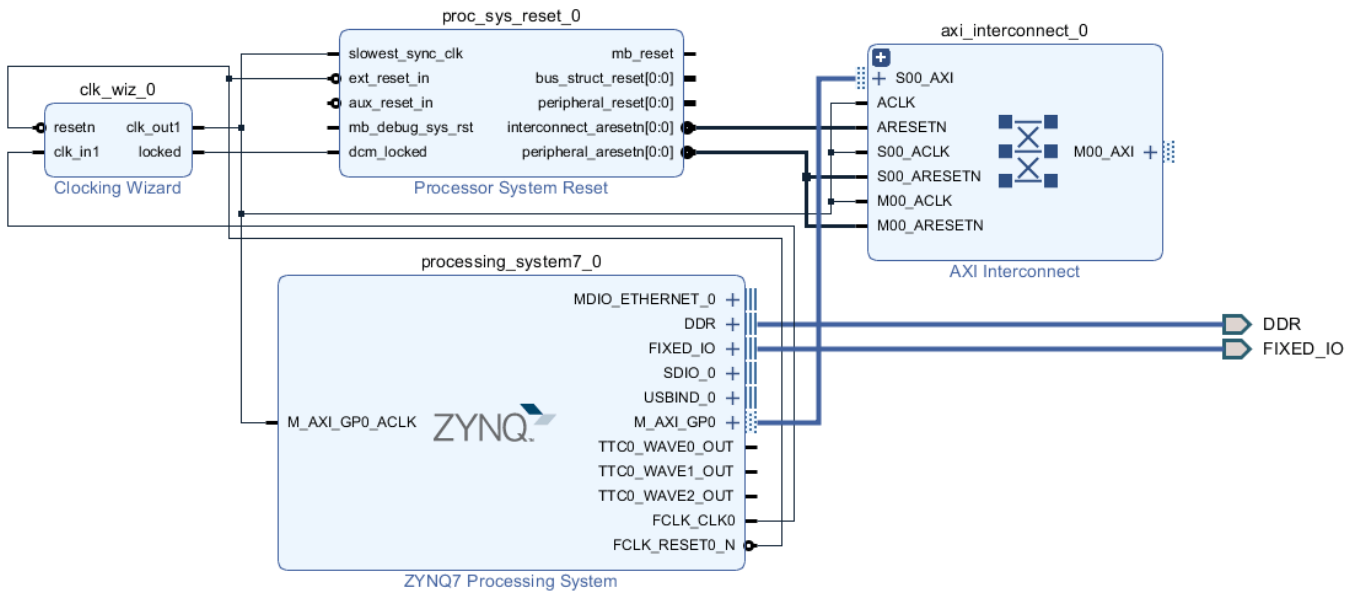 proc_sys_reset_0
slowest_sync_clk
ext_reset_in
aux_reset_in
mb_debug_sys_rst
dcm_locked
mb_reset
bus_struct_reset[0:0]
peripheral_reset[0:0]
interconnect_aresetn[0:0]
peripheral_aresetn[0:0]
Processor System Reset
axi_interconnect_0
S00_AXI
ACLK
ARESETN
S00_ACLK
S00_ARESETN
M00_ACLK
M00_ARESETN
M00_AXI
AXI Interconnect
clk_wiz_0
resetn
clk_in1
clk_out1
locked
Clocking Wizard
processing_system7_0
M_AXI_GP0_ACLK
ZYNQ
MDIO_ETHERNET_0
DDR
FIXED_IO
SDIO_0
USBIND_0
M_AXI_GP0
TTC0_WAVE0_OUT
TTC0_WAVE1_OUT
TTC0_WAVE2_OUT
FCLK_CLK0
FCLK_RESET0_N
ZYNQ7 Processing System
DDR
FIXED_IO